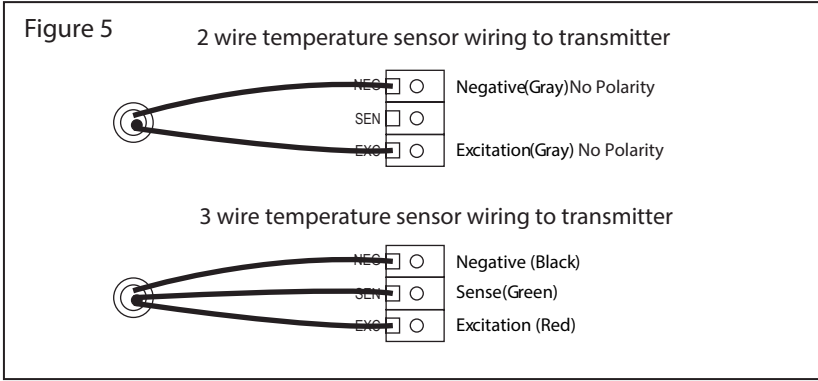 Figure 5
2 wire temperature sensor wiring to transmitter
NEG Negative(Gray)No Polarity
SEN
EXC Excitation(Gray) No Polarity
3 wire temperature sensor wiring to transmitter
NEG Negative (Black)
SEN Sense(Green)
EXC Excitation (Red)